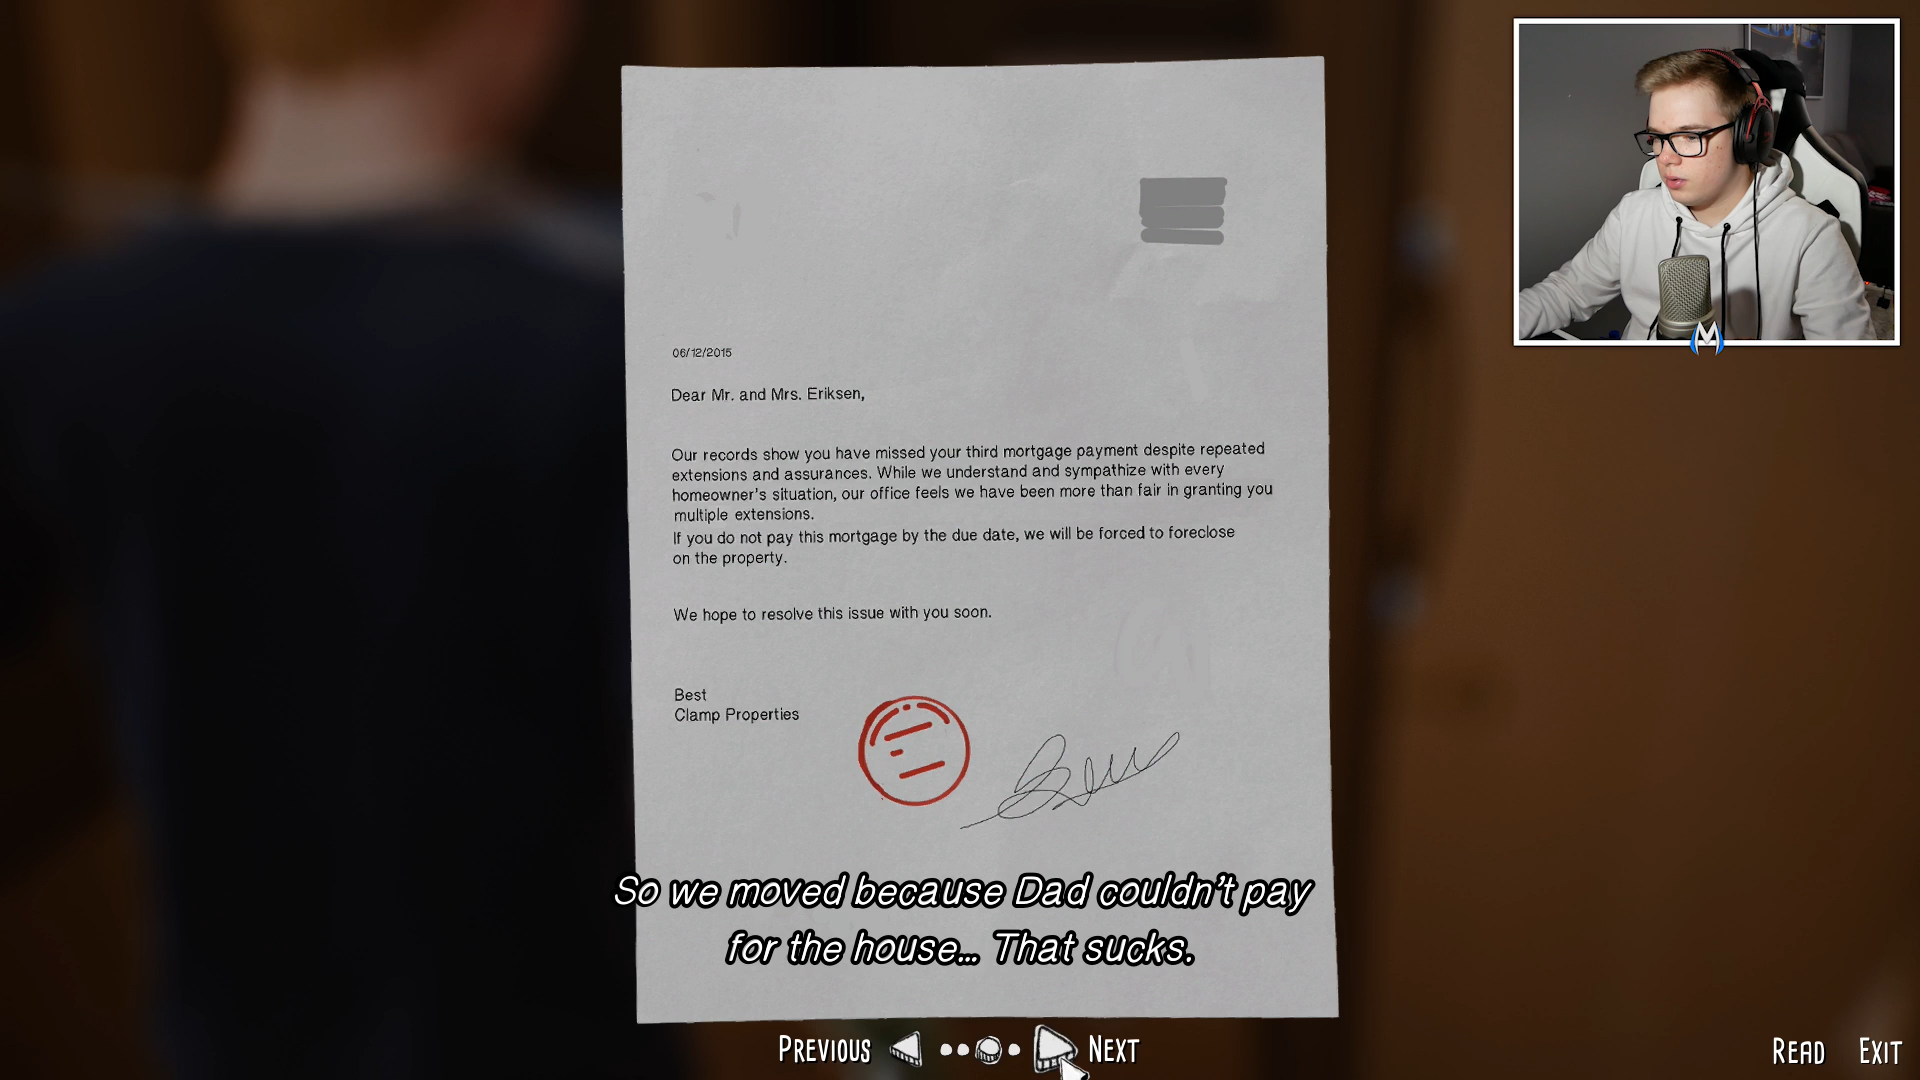 06/12/2015
Dear Mr. and Mrs. Eriksen,
Our records show you have missed your third mortgage payment despite repeated
extensions and assurances. While we understand and sympathize with every
homeowner's situation, our office feels we have been more than fair in granting you
multiple extensions.
If you do not pay this mortgage by the due date, we will be forced to foreclose
on the property.
We hope to resolve this issue with you soon.
Best
Clamp Properties
So we moved because Dad couldn't pay
for the house... That sucks.
PREVIOUS
NEXT
READ
EXIT